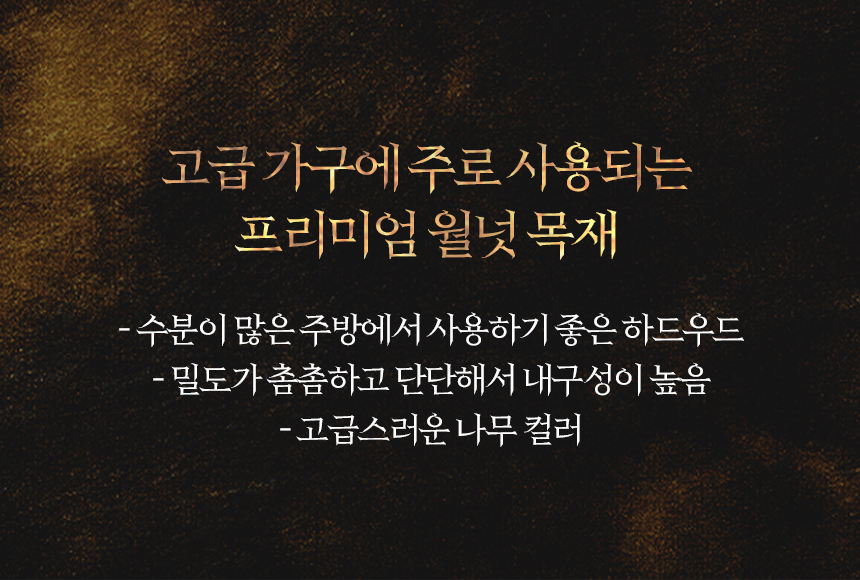 고급 가구에 주로 사용되는
프리미엄 월넛 목재
- 수분이 많은 주방에서 사용하기 좋은 하드우드
- 밀도가 촘촘하고 단단해서 내구성이 높음
- 고급스러운 나무 컬러